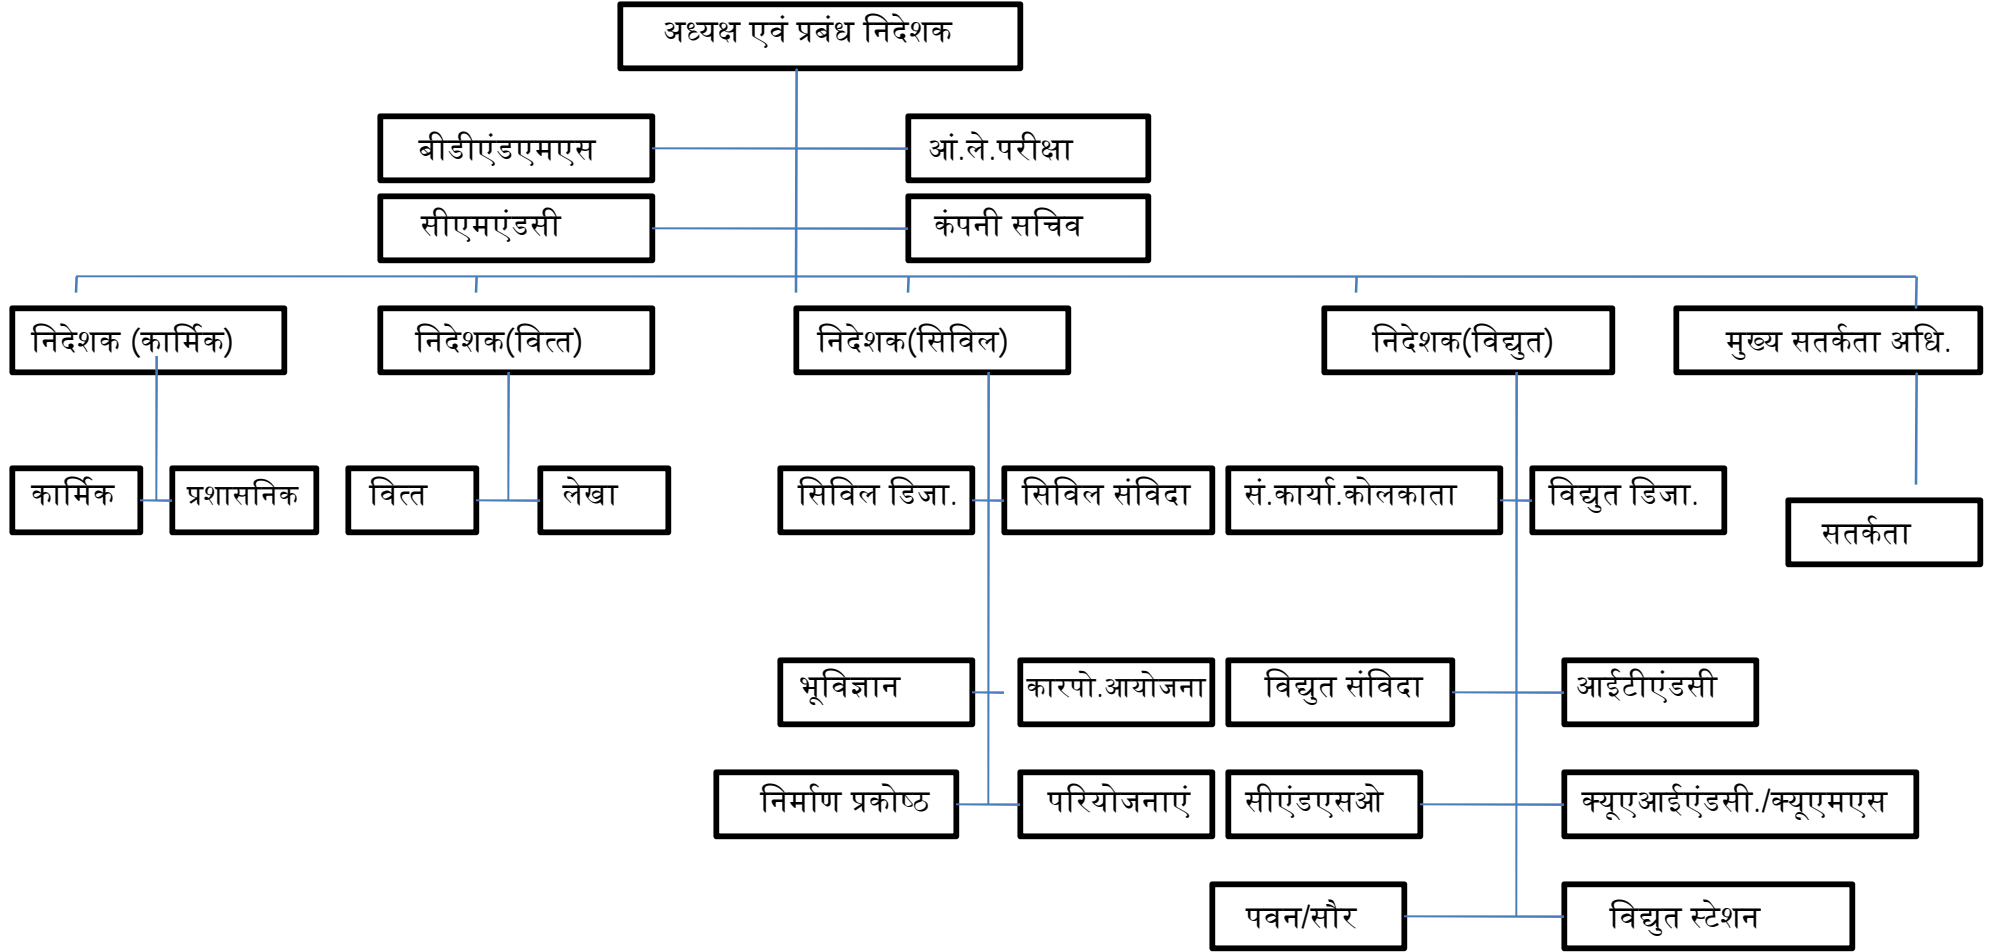 अध्यक्ष एवं प्रबंध निदेशक
बीडीएंडएमएस
आं.ले.परीक्षा
सीएमएंडसी
कंपनी सचिव
निदेशक (कार्मिक)
निदेशक(वित्त)
निदेशक(सिविल)
निदेशक(विद्युत)
मुख्य सतर्कता अधि.
कार्मिक
प्रशासनिक
वित्त
लेखा
सिविल डिजा.
सिविल संविदा
सं.कार्या.कोलकाता
विद्युत डिजा.
सतर्कता
भूविज्ञान
कारपो.आयोजना
विद्युत संविदा
आईटीएंडसी
निर्माण प्रकोष्ठ
परियोजनाएं
सीएंडएसओ
क्यूएआईएंडसी./क्यूएमएस
पवन/सौर
विद्युत स्टेशन